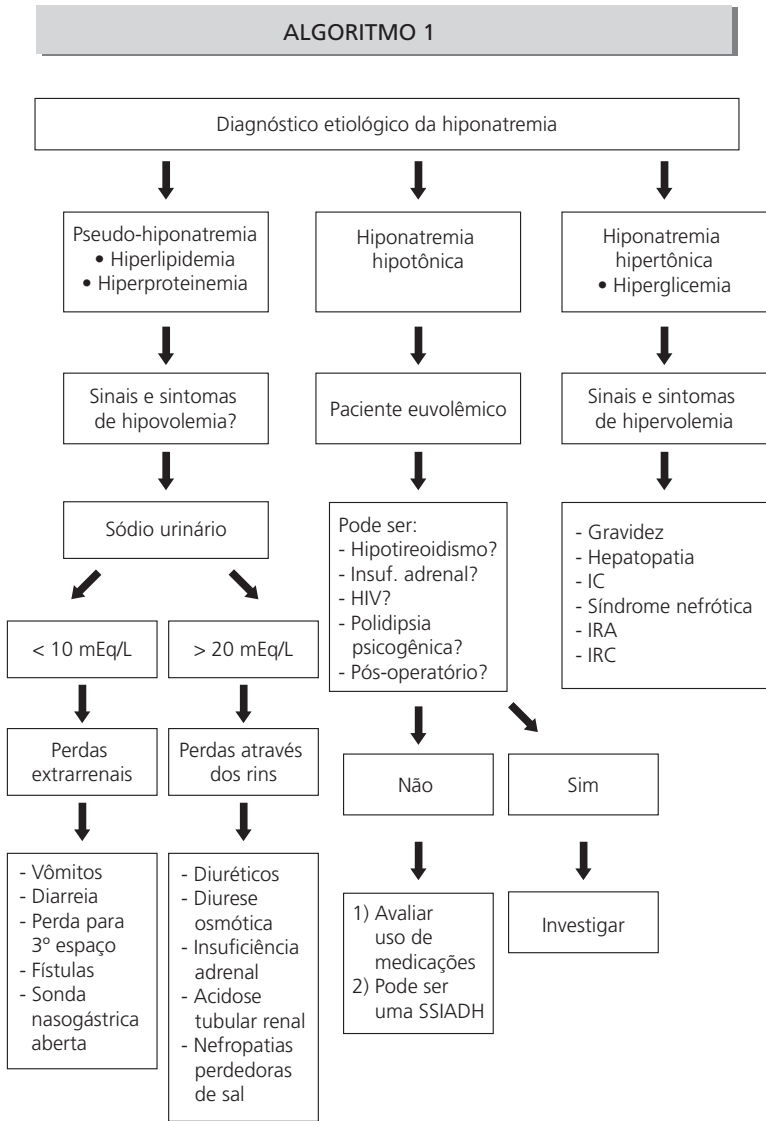 ALGORITMO 1
Diagnóstico etiológico da hiponatremia
Pseudo-hiponatremia
• Hiperlipidemia
• Hiperproteinemia
Hiponatremia
hipotônica
Hiponatremia
hipertônica
• Hiperglicemia
Sinais e sintomas
de hipovolemia?
Paciente euvolêmico
Sinais e sintomas
de hipervolemia
Sódio urinário
Pode ser:
- Hipotireoidismo?
- Insuf. adrenal?
- HIV?
- Polidipsia
psicogênica?
- Pós-operatório?
- Gravidez
- Hepatopatia
- IC
- Síndrome nefrótica
- IRA
- IRC
< 10 mEq/L
> 20 mEq/L
Perdas
extrarrenais
Perdas através
dos rins
Não
Sim
- Vômitos
- Diarreia
- Perda para
3º espaço
- Fístulas
- Sonda
nasogástrica
aberta
- Diuréticos
- Diurese
osmótica
- Insuficiência
adrenal
- Acidose
tubular renal
- Nefropatias
perdedoras
de sal
1) Avaliar
uso de
medicações
2) Pode ser
uma SSIADH
Investigar